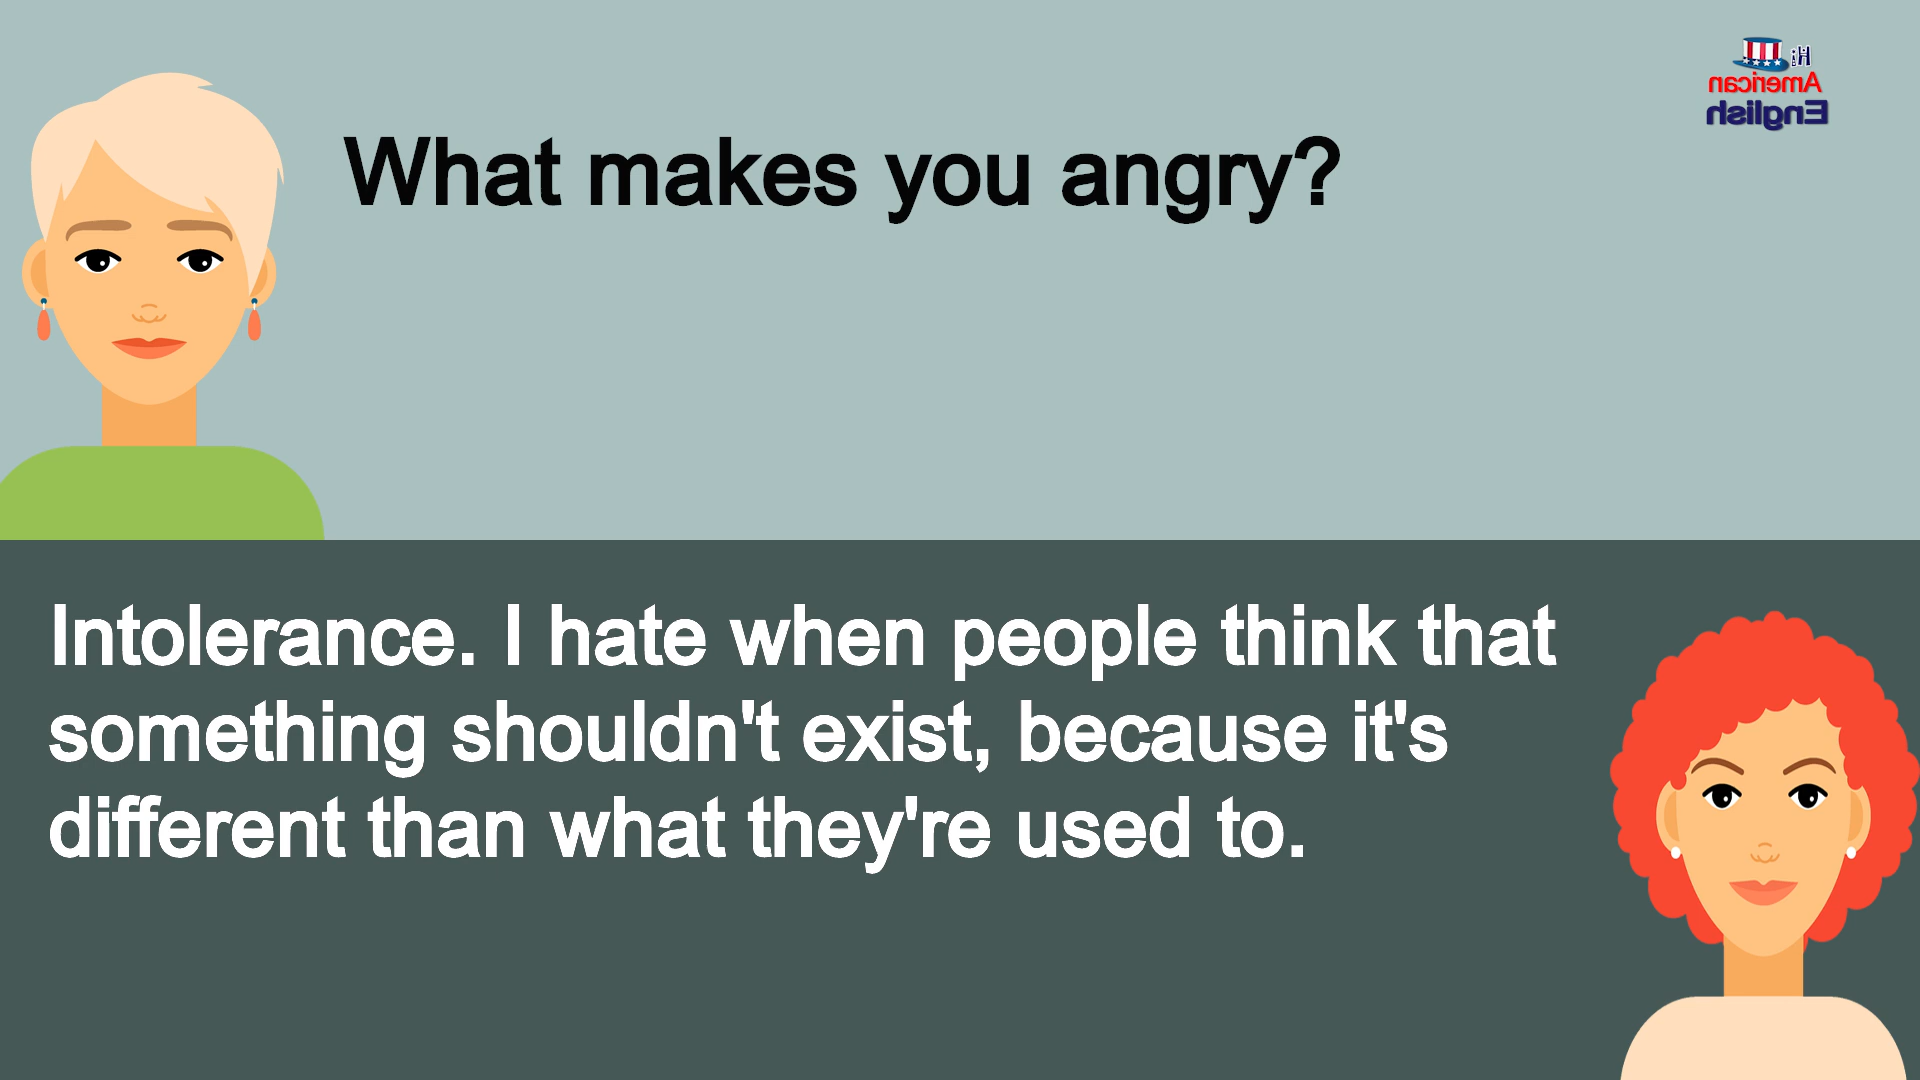 Hi
American
English
What makes you angry?
Intolerance. I hate when people think that
something shouldn't exist, because it's
different than what they're used to.